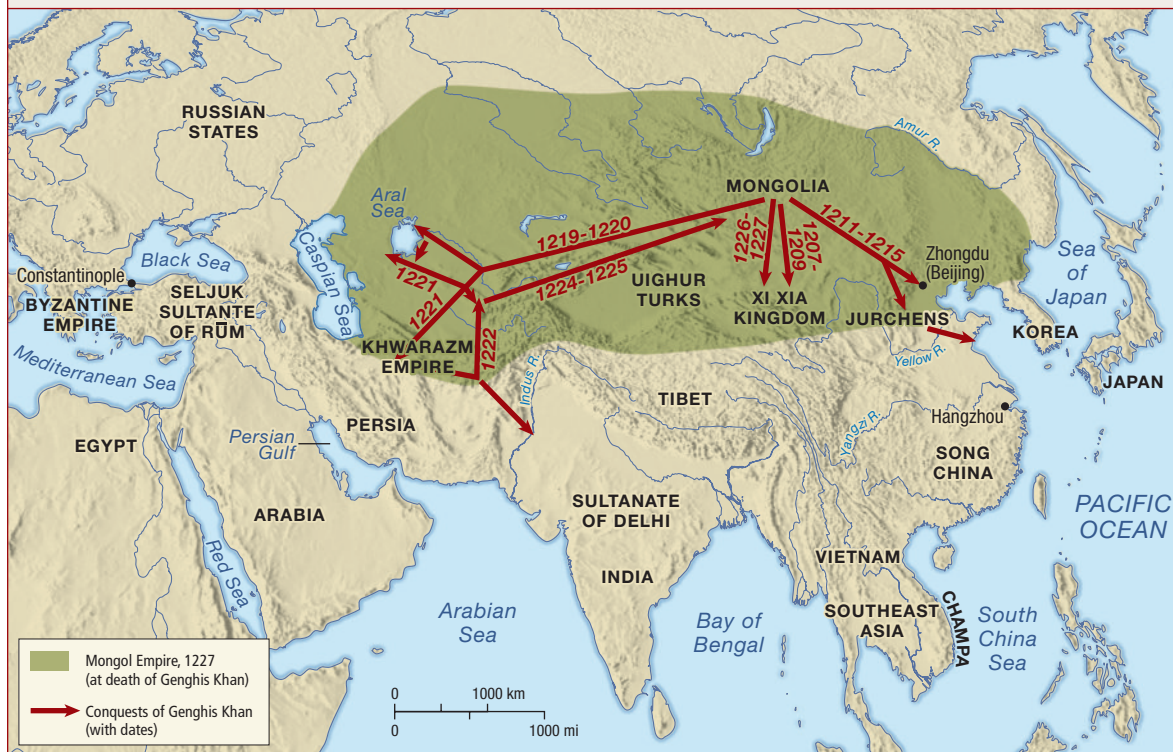 RUSSIAN
STATES
Amur R.
MONGOLIA
Aral
Sea
1219-1220
1226-
1227
1207-
1209
1211-1215
Zhongdu
(Beijing)
Sea
of
Japan
Constantinople
Black Sea
Caspian Sea
1221
1221
1224-1225
UIGHUR
TURKS
XI XIA
KINGDOM
JURCHENS
BYZANTINE
EMPIRE
SELJUK
SULTANTE
OF RŪM
KOREA
KHWARAZM
EMPIRE
1222
Indus R.
Yellow R.
Mediterranean Sea
JAPAN
TIBET
Hangzhou
PERSIA
Yangzi R.
EGYPT
Persian
Gulf
SONG
CHINA
ARABIA
SULTANATE
OF DELHI
PACIFIC
OCEAN
Red Sea
INDIA
VIETNAM
Arabian
Sea
Bay of
Bengal
SOUTHEAST
ASIA
CHAMPA
South
China
Sea
Mongol Empire, 1227
(at death of Genghis Khan)
Conquests of Genghis Khan
(with dates)
0 1000 km
0 1000 mi